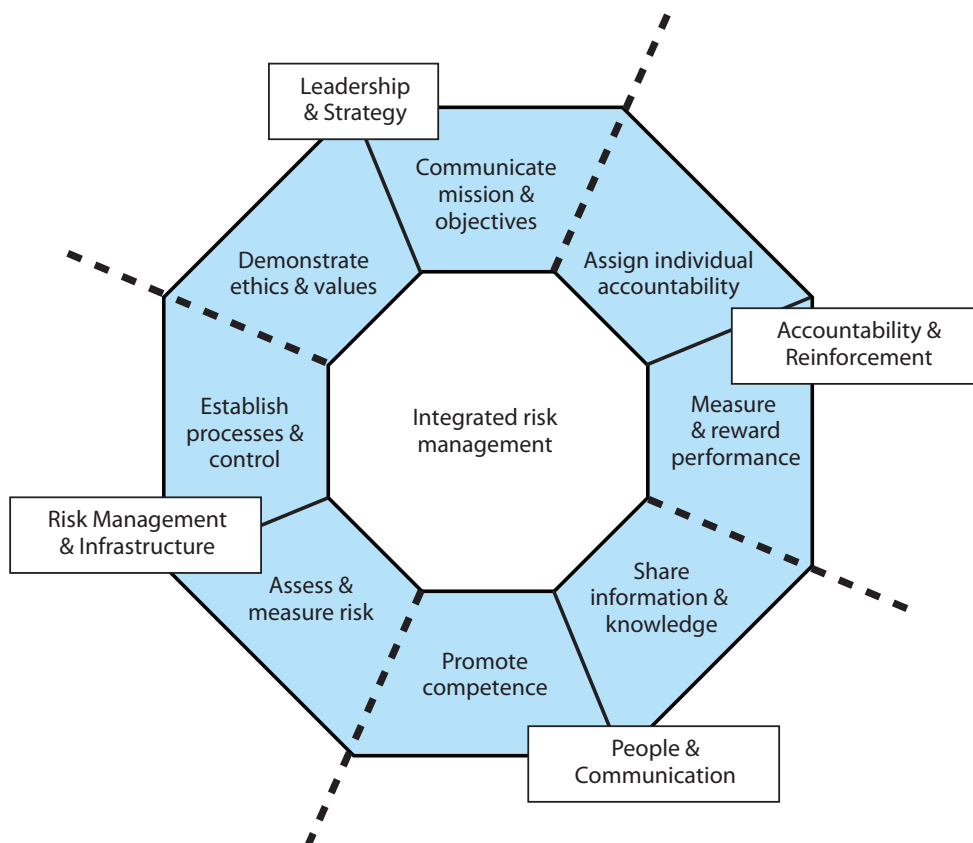 Leadership
& Strategy
Communicate
mission &
objectives
Demonstrate
ethics & values
Assign individual
accountability
Accountability &
Reinforcement
Establish
processes &
control
Integrated risk
management
Measure
& reward
performance
Risk Management
& Infrastructure
Assess &
measure risk
Share
information &
knowledge
Promote
competence
People &
Communication